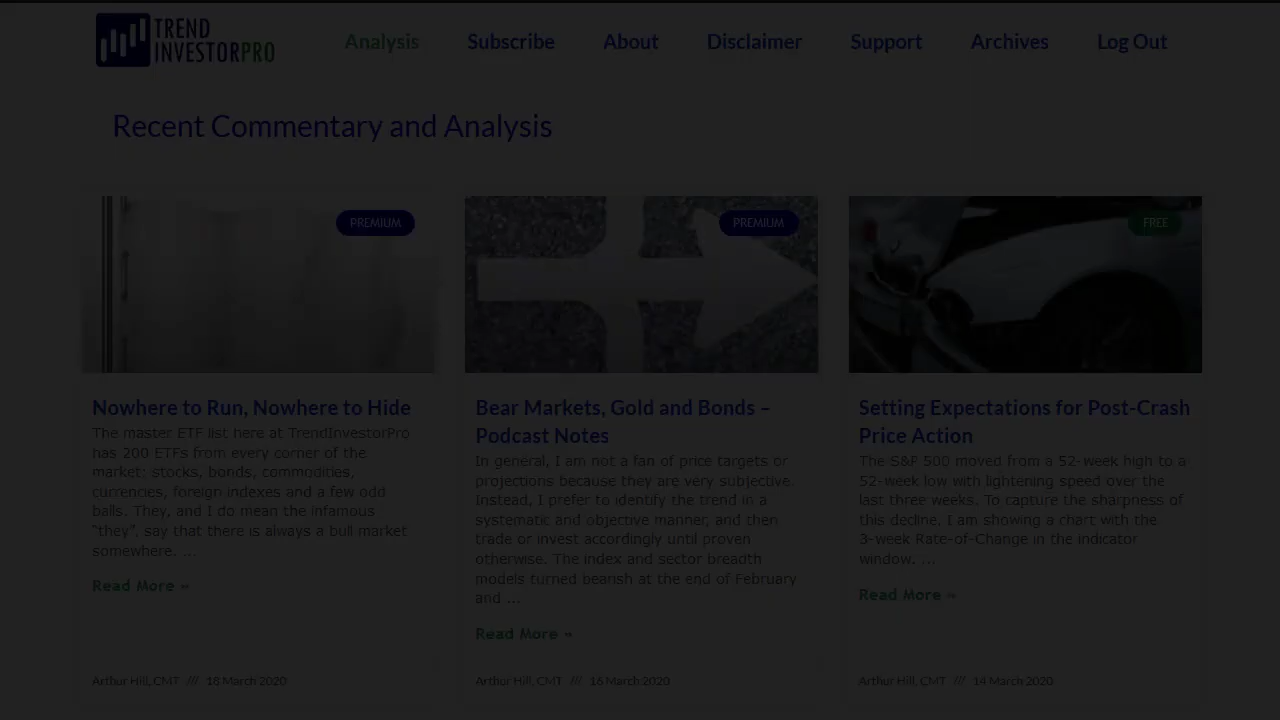 TREND
INVESTORPRO
Analysis Subscribe About Disclaimer Support Archives Log Out
Recent Commentary and Analysis
PREMIUM
Nowhere to Run, Nowhere to Hide
The master ETF list here at TrendInvestorPro
has 200 ETFs from every corner of the
market: stocks, bonds, commodities,
currencies, foreign indexes and a few odd
balls. They, and I do mean the infamous
"they", say that there is always a bull market
somewhere. ...
Read More »
Arthur Hill, CMT /// 18 March 2020
PREMIUM
Bear Markets, Gold and Bonds –
Podcast Notes
In general, I am not a fan of price targets or
projections because they are very subjective.
Instead, I prefer to identify the trend in a
systematic and objective manner, and then
trade or invest accordingly until proven
otherwise. The index and sector breadth
models turned bearish at the end of February
and ...
Read More »
Arthur Hill, CMT /// 16 March 2020
FREE
Setting Expectations for Post-Crash
Price Action
The S&P 500 moved from a 52-week high to a
52-week low with lightening speed over the
last three weeks. To capture the sharpness of
this decline, I am showing a chart with the
3-week Rate-of-Change in the indicator
window. ...
Read More »
Arthur Hill, CMT /// 14 March 2020